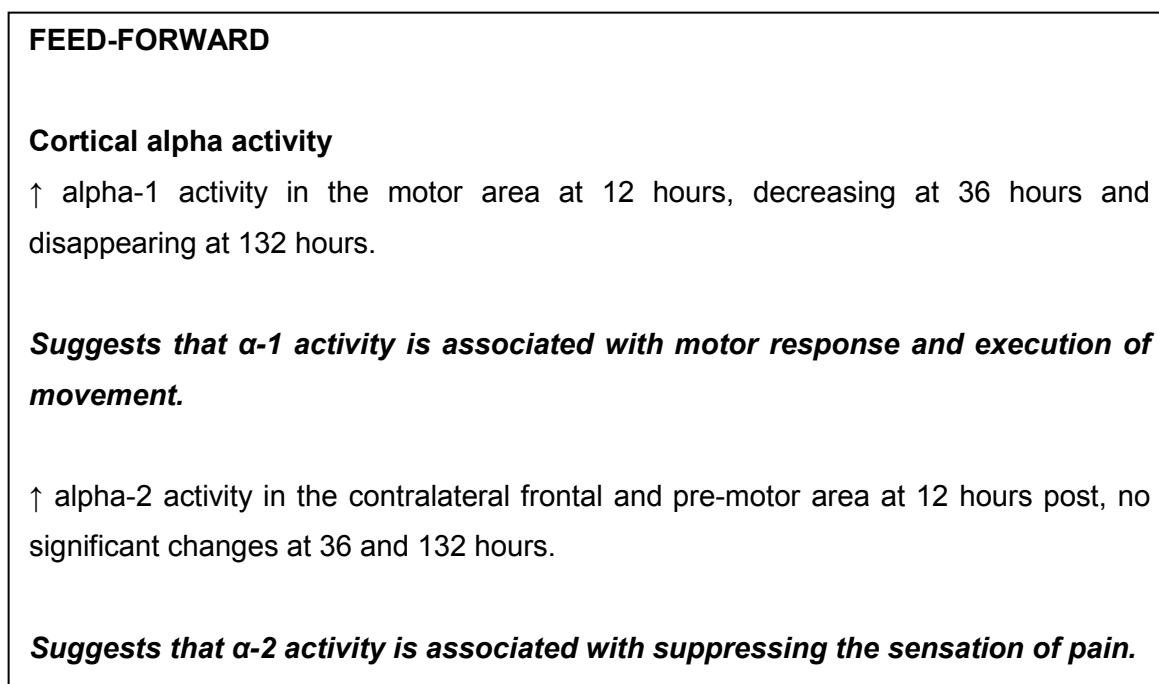 FEED-FORWARD
Cortical alpha activity
↑ alpha-1 activity in the motor area at 12 hours, decreasing at 36 hours and
disappearing at 132 hours.
Suggests that α-1 activity is associated with motor response and execution of
movement.
↑ alpha-2 activity in the contralateral frontal and pre-motor area at 12 hours post, no
significant changes at 36 and 132 hours.
Suggests that α-2 activity is associated with suppressing the sensation of pain.